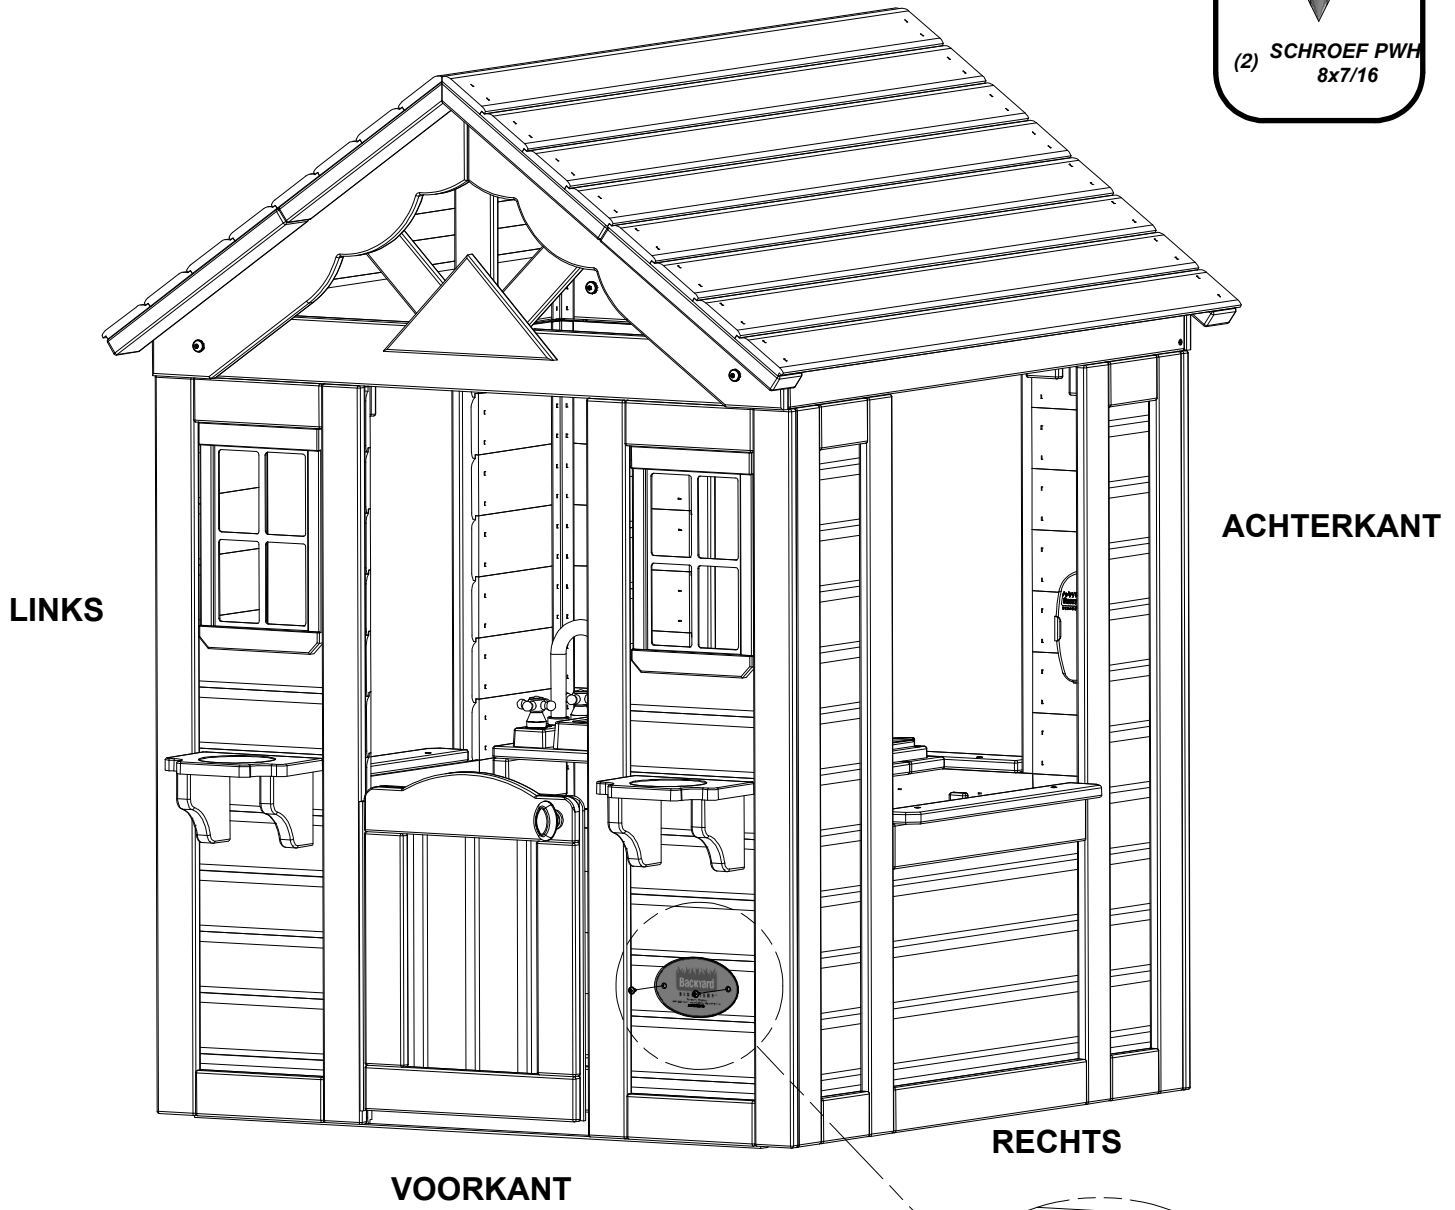 (2) SCHROEF PWH
8x7/16
ACHTERKANT
LINKS
Backyard
RECHTS
VOORKANT